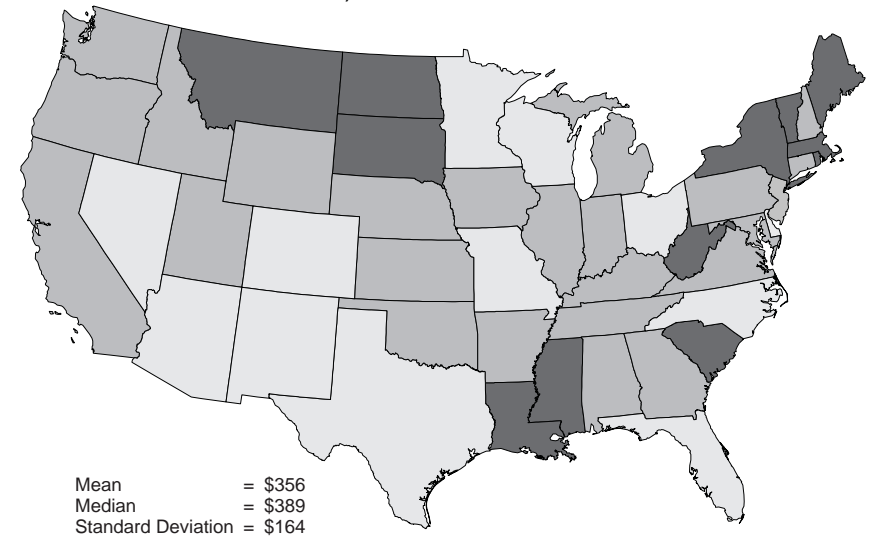 Mean = $356
Median = $389
Standard Deviation = $164